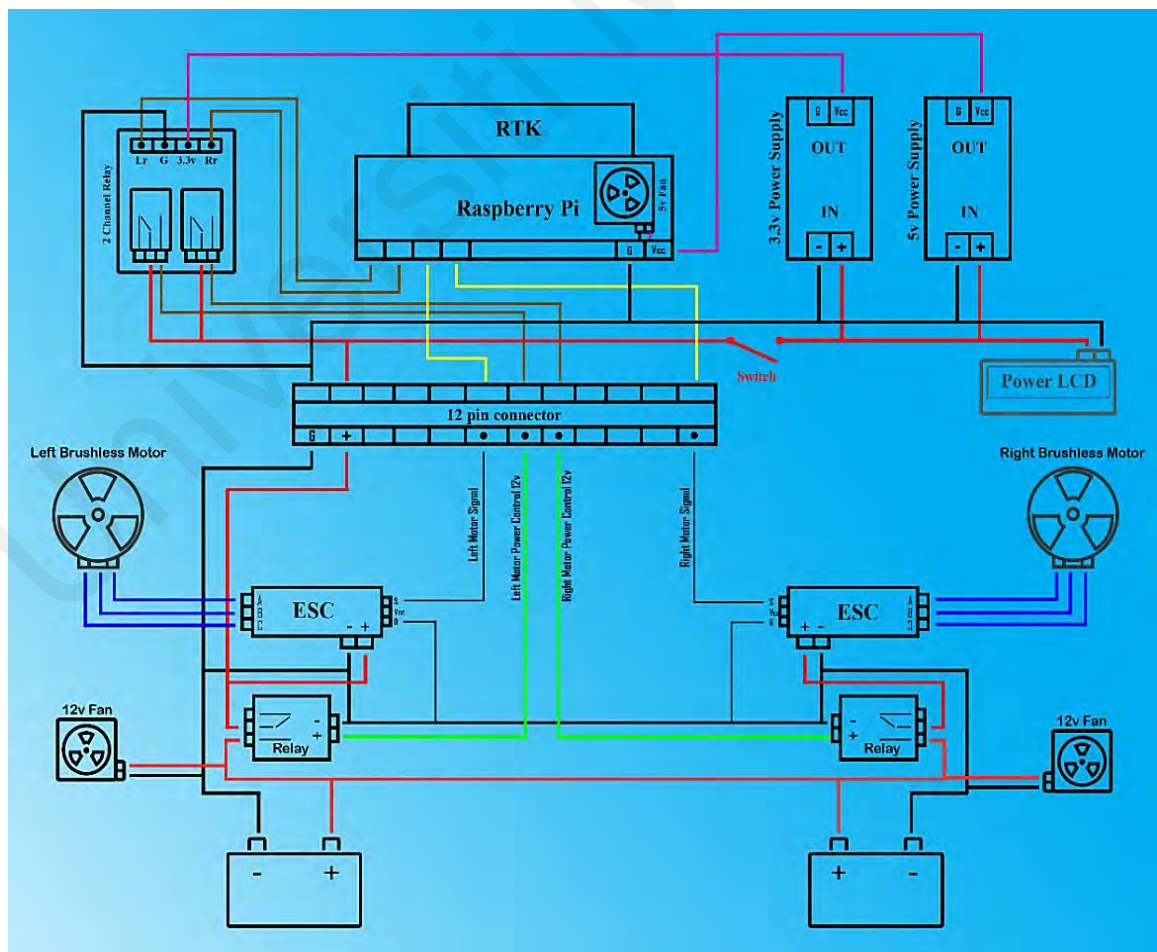 RTK
Raspberry Pi
5v Fan
G Vcc
2 Channel Relay
Lr G 3.3v Rr
3.3v Power Supply
G Vcc
OUT
IN
- +
5v Power Supply
G Vcc
OUT
IN
- +
Switch
Power LCD
12 pin connector
G +
Left Brushless Motor
Right Brushless Motor
Left Motor Signal
Left Motor Power Control 12v
Right Motor Power Control 12v
Right Motor Signal
A
B
C
ESC
- +
S
Vcc
ESC
+ -
A
B
12v Fan
Relay
-
+
-
+
Relay
12v Fan
- +
+ -
Universiti